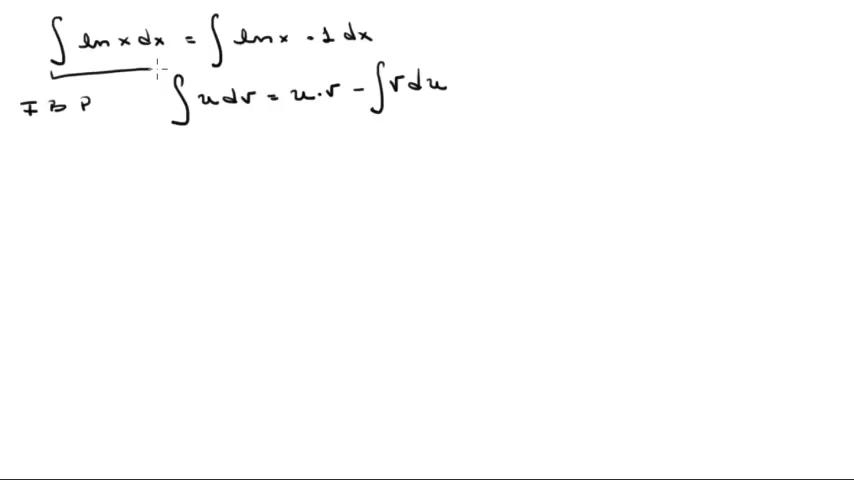 ∫ ln x dx = ∫ ln x · 1 dx
IBP ∫ u dv = u·v - ∫ v du